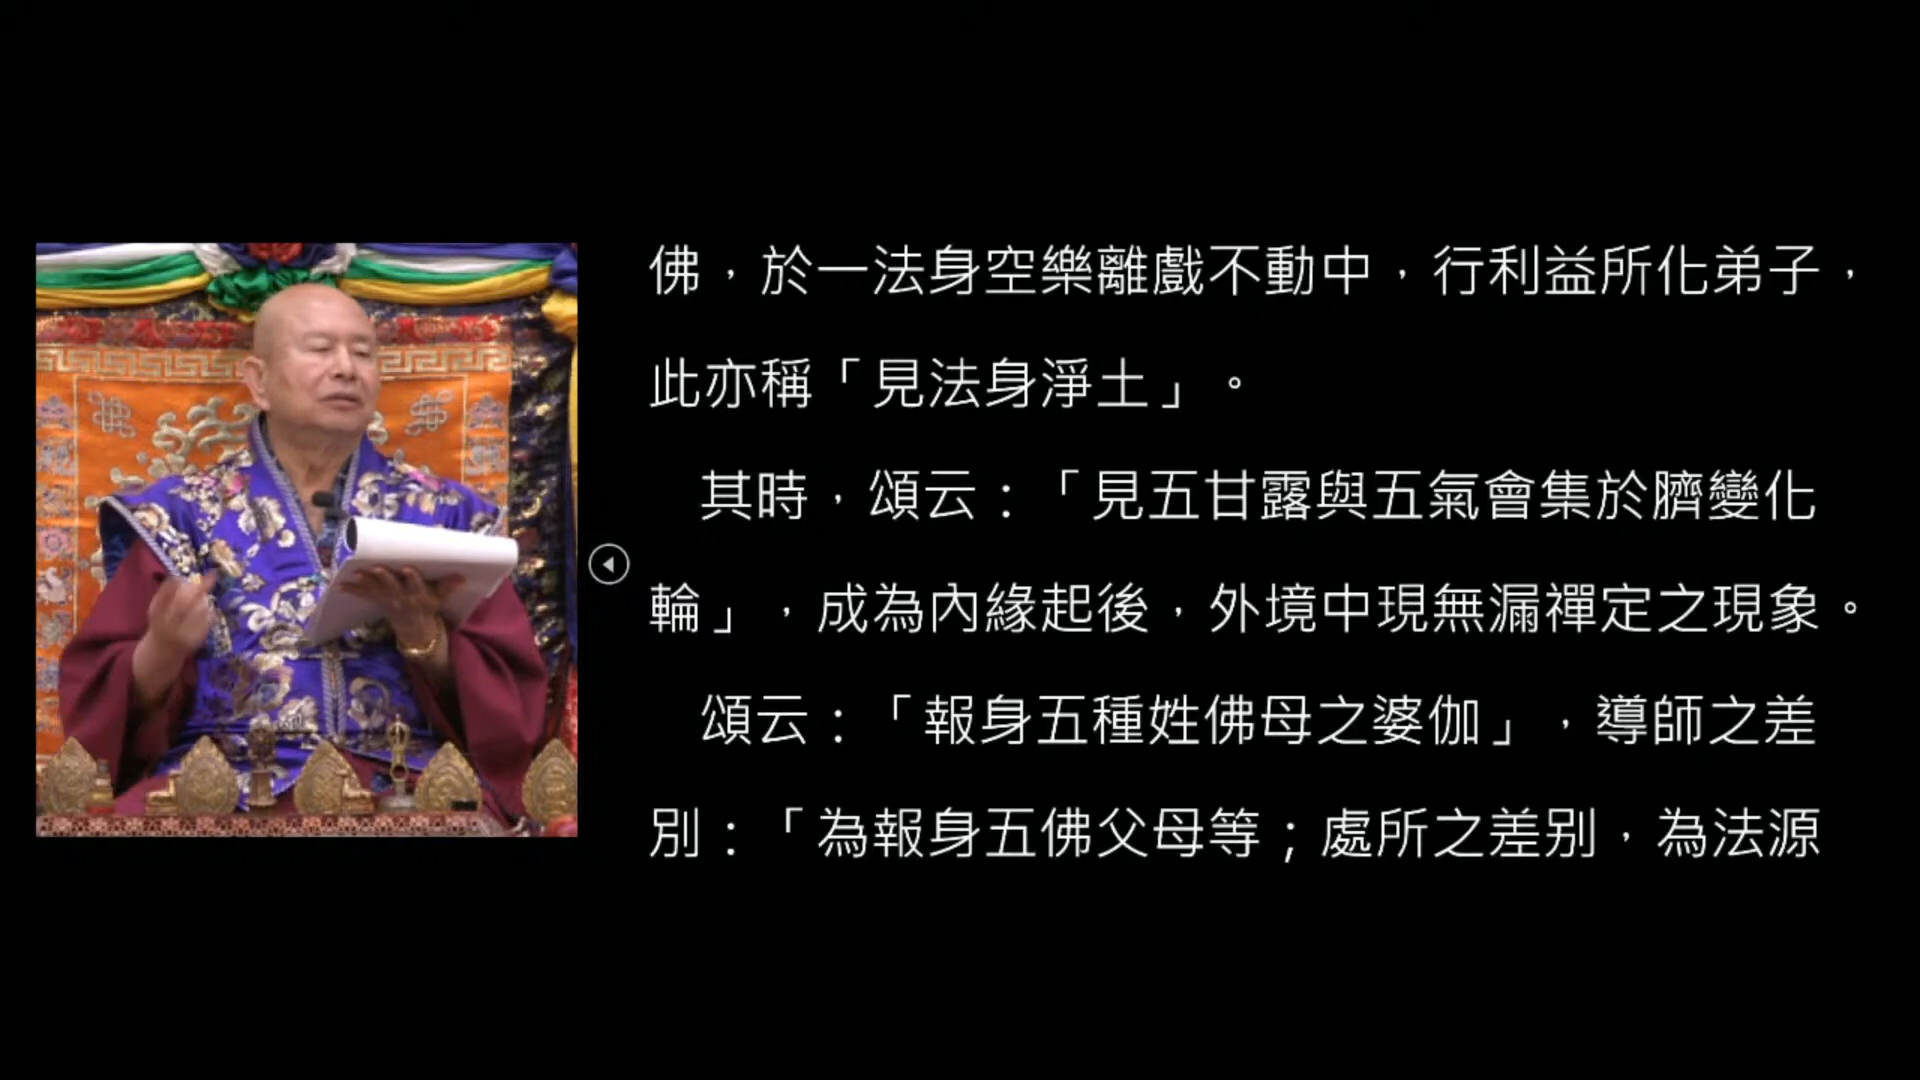 佛，於一法身空樂離戲不動中，行利益所化弟子，
此亦稱「見法身淨土」。
其時，頌云：「見五甘露與五氣會集於臍變化
輪」，成為內緣起後，外境中現無漏禪定之現象。
頌云：「報身五種姓佛母之婆伽」，導師之差
別：「為報身五佛父母等；處所之差別，為法源